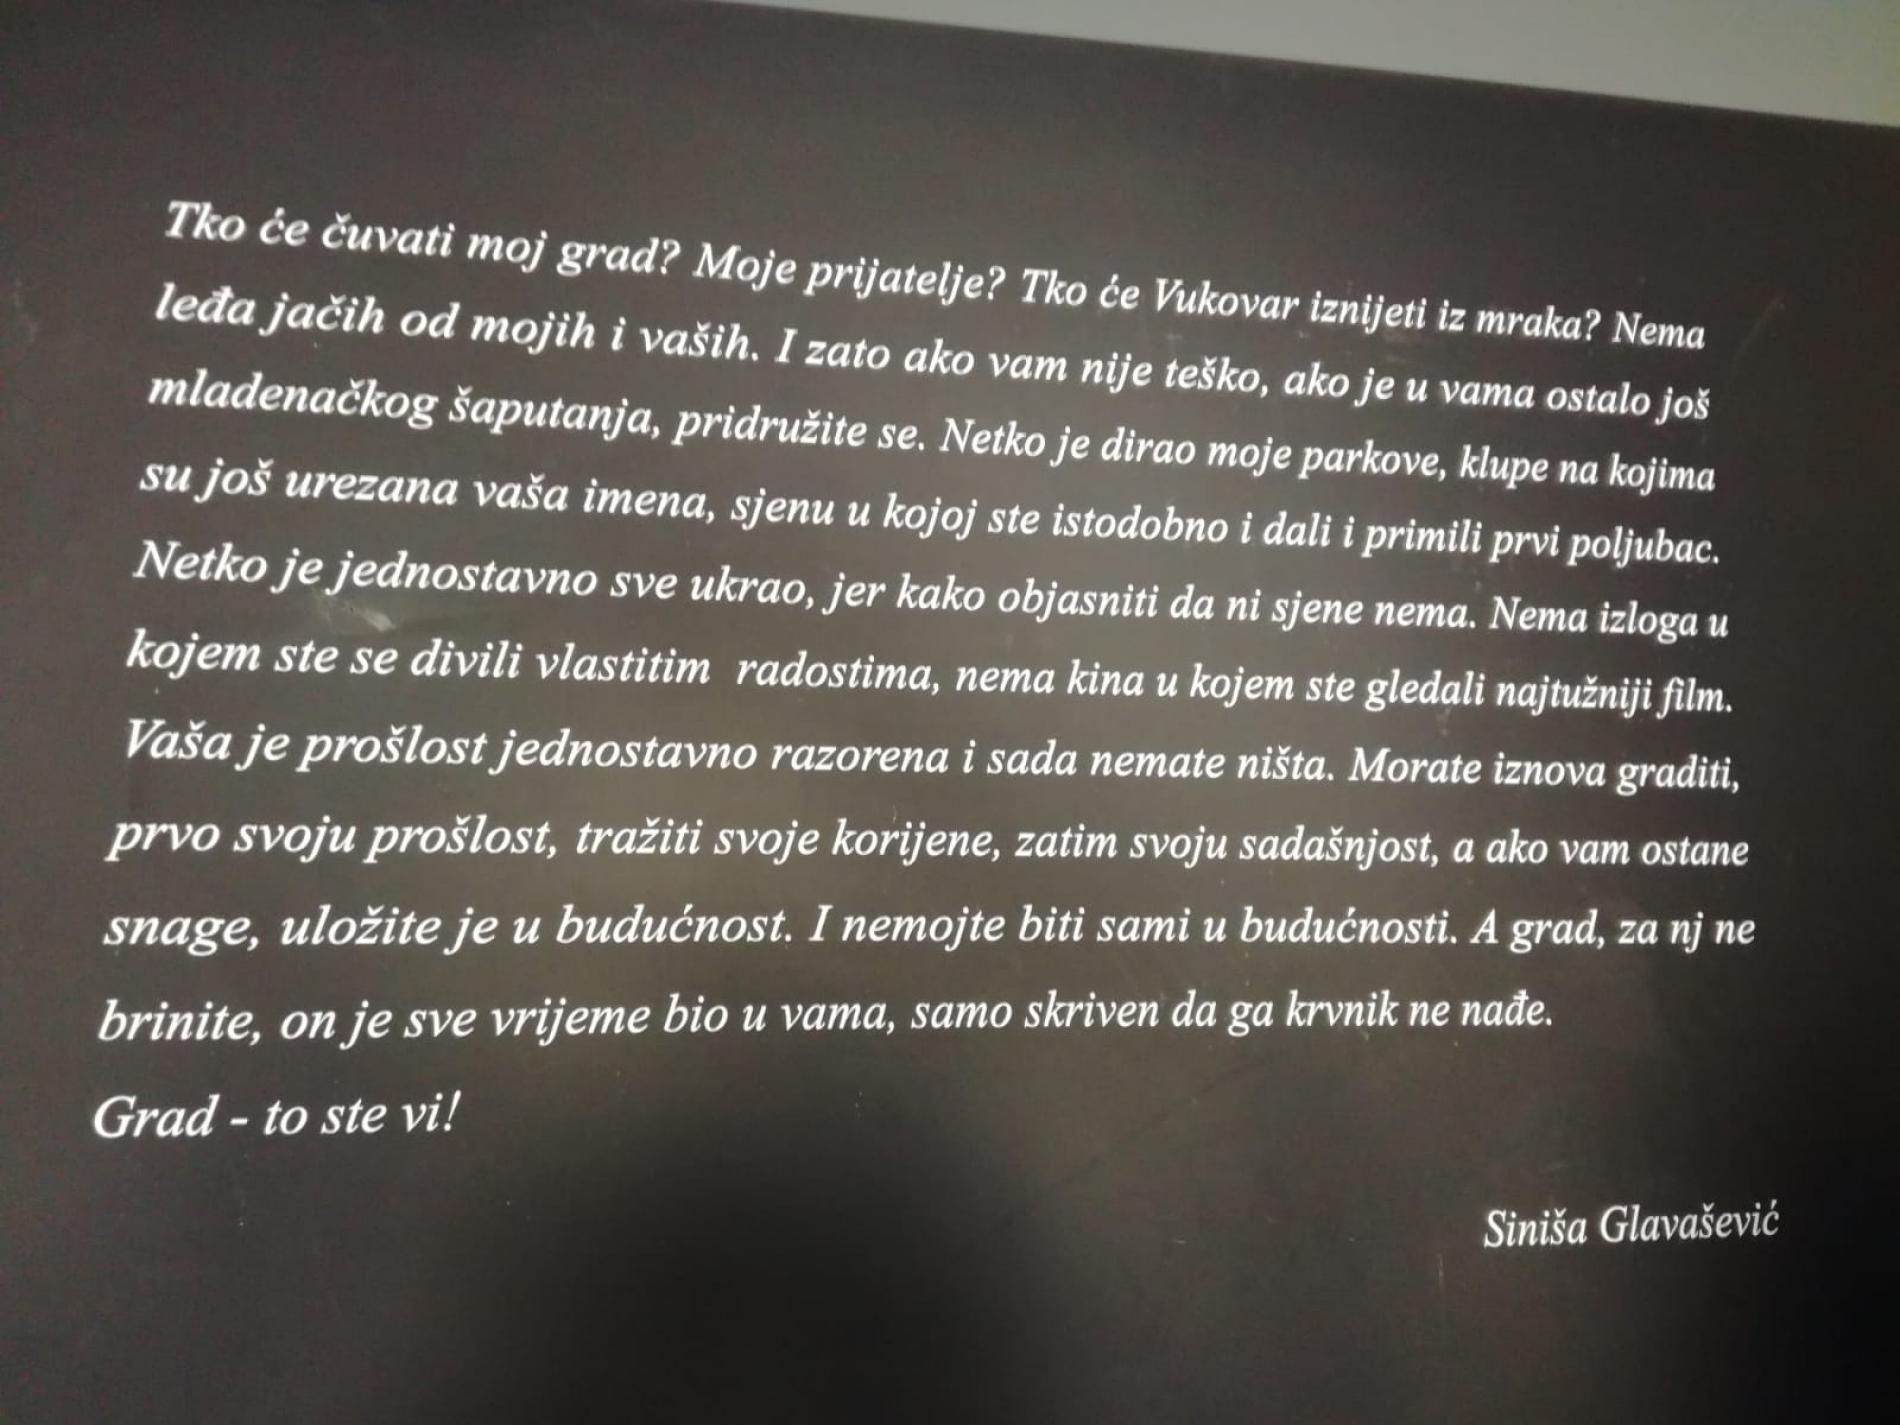 Tko će čuvati moj grad? Moje prijatelje? Tko će Vukovar iznijeti iz mraka? Nema
leđa jačih od mojih i vaših. I zato ako vam nije teško, ako je u vama ostalo još
mladenačkog šaputanja, pridružite se. Netko je dirao moje parkove, klupe na kojima
su još urezana vaša imena, sjenu u kojoj ste istodobno i dali i primili prvi poljubac.
Netko je jednostavno sve ukrao, jer kako objasniti da ni sjene nema. Nema izloga u
kojem ste se divili vlastitim radostima, nema kina u kojem ste gledali najtužniji film.
Vaša je prošlost jednostavno razorena i sada nemate ništa. Morate iznova graditi,
prvo svoju prošlost, tražiti svoje korijene, zatim svoju sadašnjost, a ako vam ostane
snage, uložite je u budućnost. I nemojte biti sami u budućnosti. A grad, za nj ne
brinite, on je sve vrijeme bio u vama, samo skriven da ga krvnik ne nađe.
Grad - to ste vi!
Siniša Glavašević